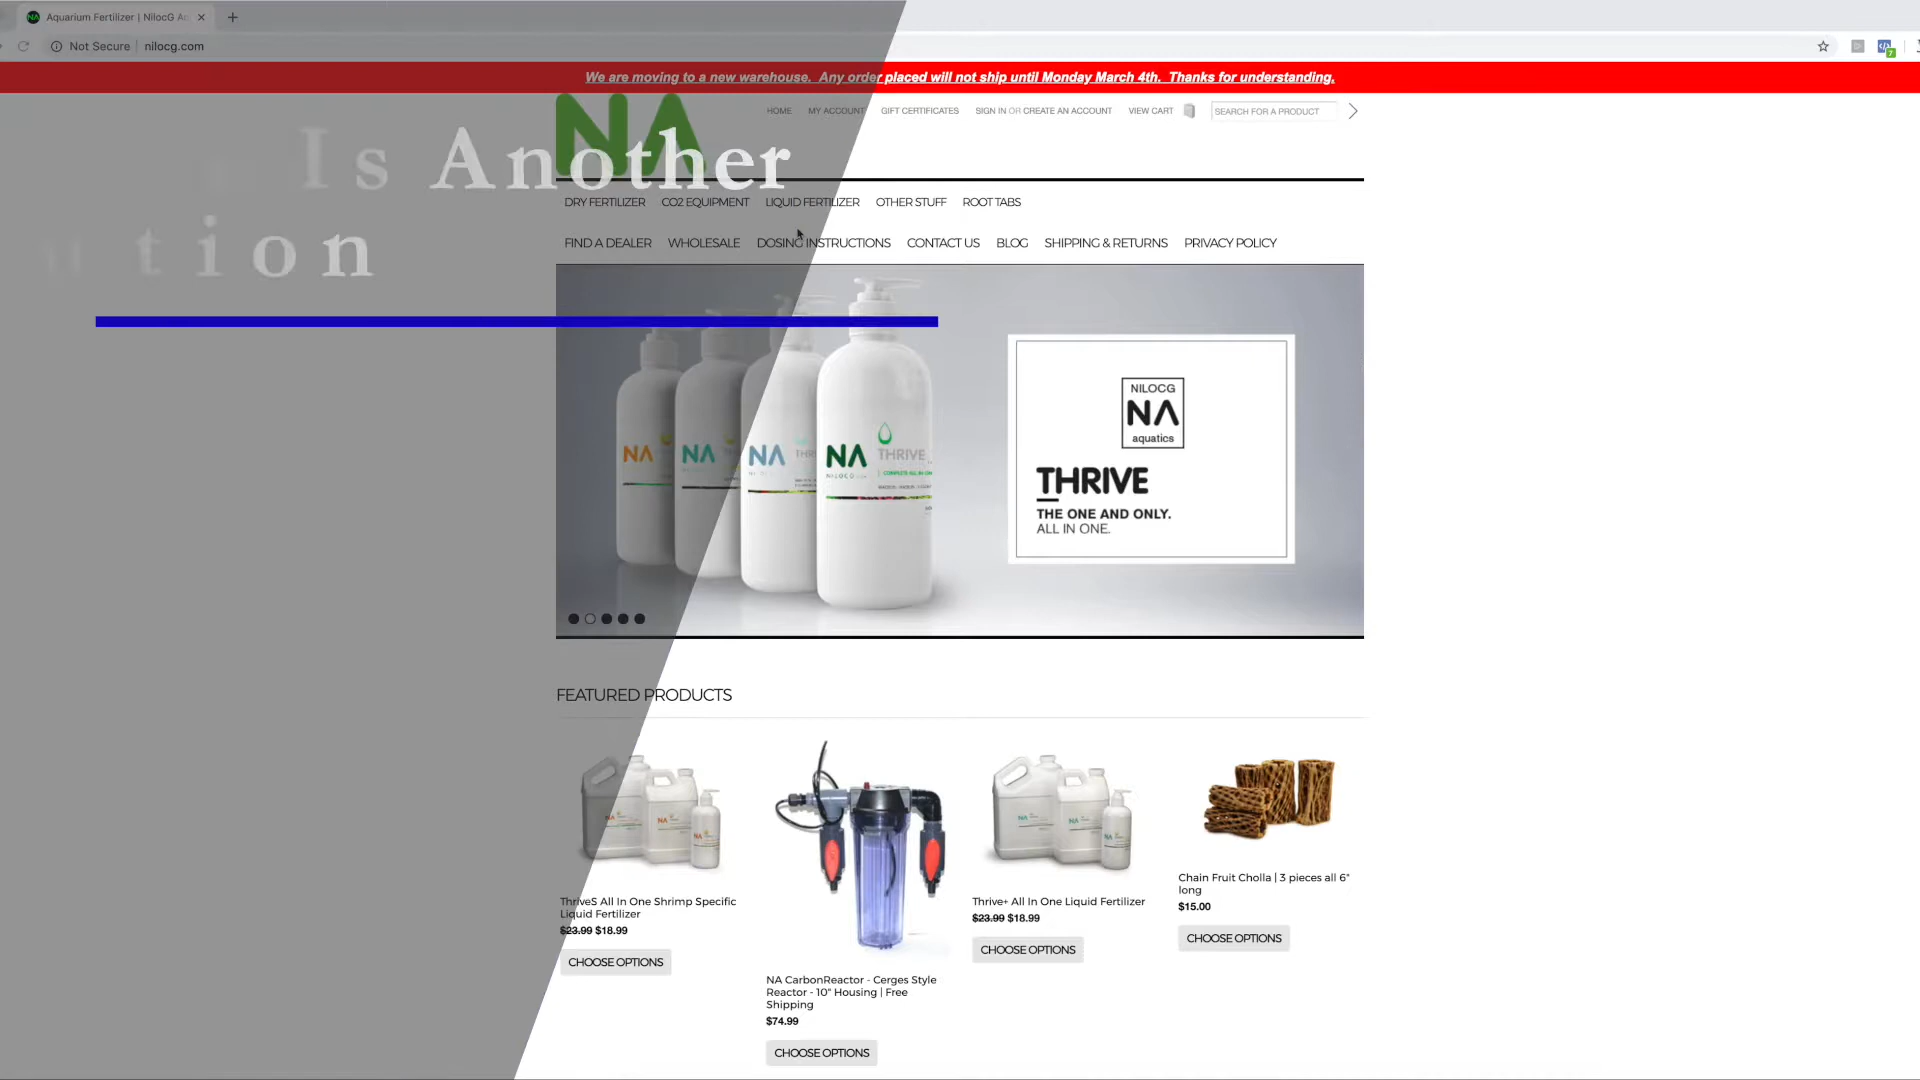 Aquarium Fertilizer | NilocG A
Not Secure nilocg.com
We are moving to a new warehouse. Any order placed will not ship until Monday March 4th. Thanks for understanding.
NA
HOME MY ACCOUNT GIFT CERTIFICATES SIGN IN OR CREATE AN ACCOUNT VIEW CART SEARCH FOR A PRODUCT
Is Another
ution
DRY FERTILIZER CO2 EQUIPMENT LIQUID FERTILIZER OTHER STUFF ROOT TABS
FIND A DEALER WHOLESALE DOSING INSTRUCTIONS CONTACT US BLOG SHIPPING & RETURNS PRIVACY POLICY
NA NA NA NA THRIVE
NILOCG
NA
aquatics
THRIVE
THE ONE AND ONLY.
ALL IN ONE.
FEATURED PRODUCTS
ThriveS All In One Shrimp Specific
Liquid Fertilizer
$23.99 $18.99
CHOOSE OPTIONS
NA CarbonReactor - Cerges Style
Reactor - 10" Housing | Free
Shipping
$74.99
CHOOSE OPTIONS
Thrive+ All In One Liquid Fertilizer
$23.99 $18.99
CHOOSE OPTIONS
Chain Fruit Cholla | 3 pieces all 6"
long
$15.00
CHOOSE OPTIONS